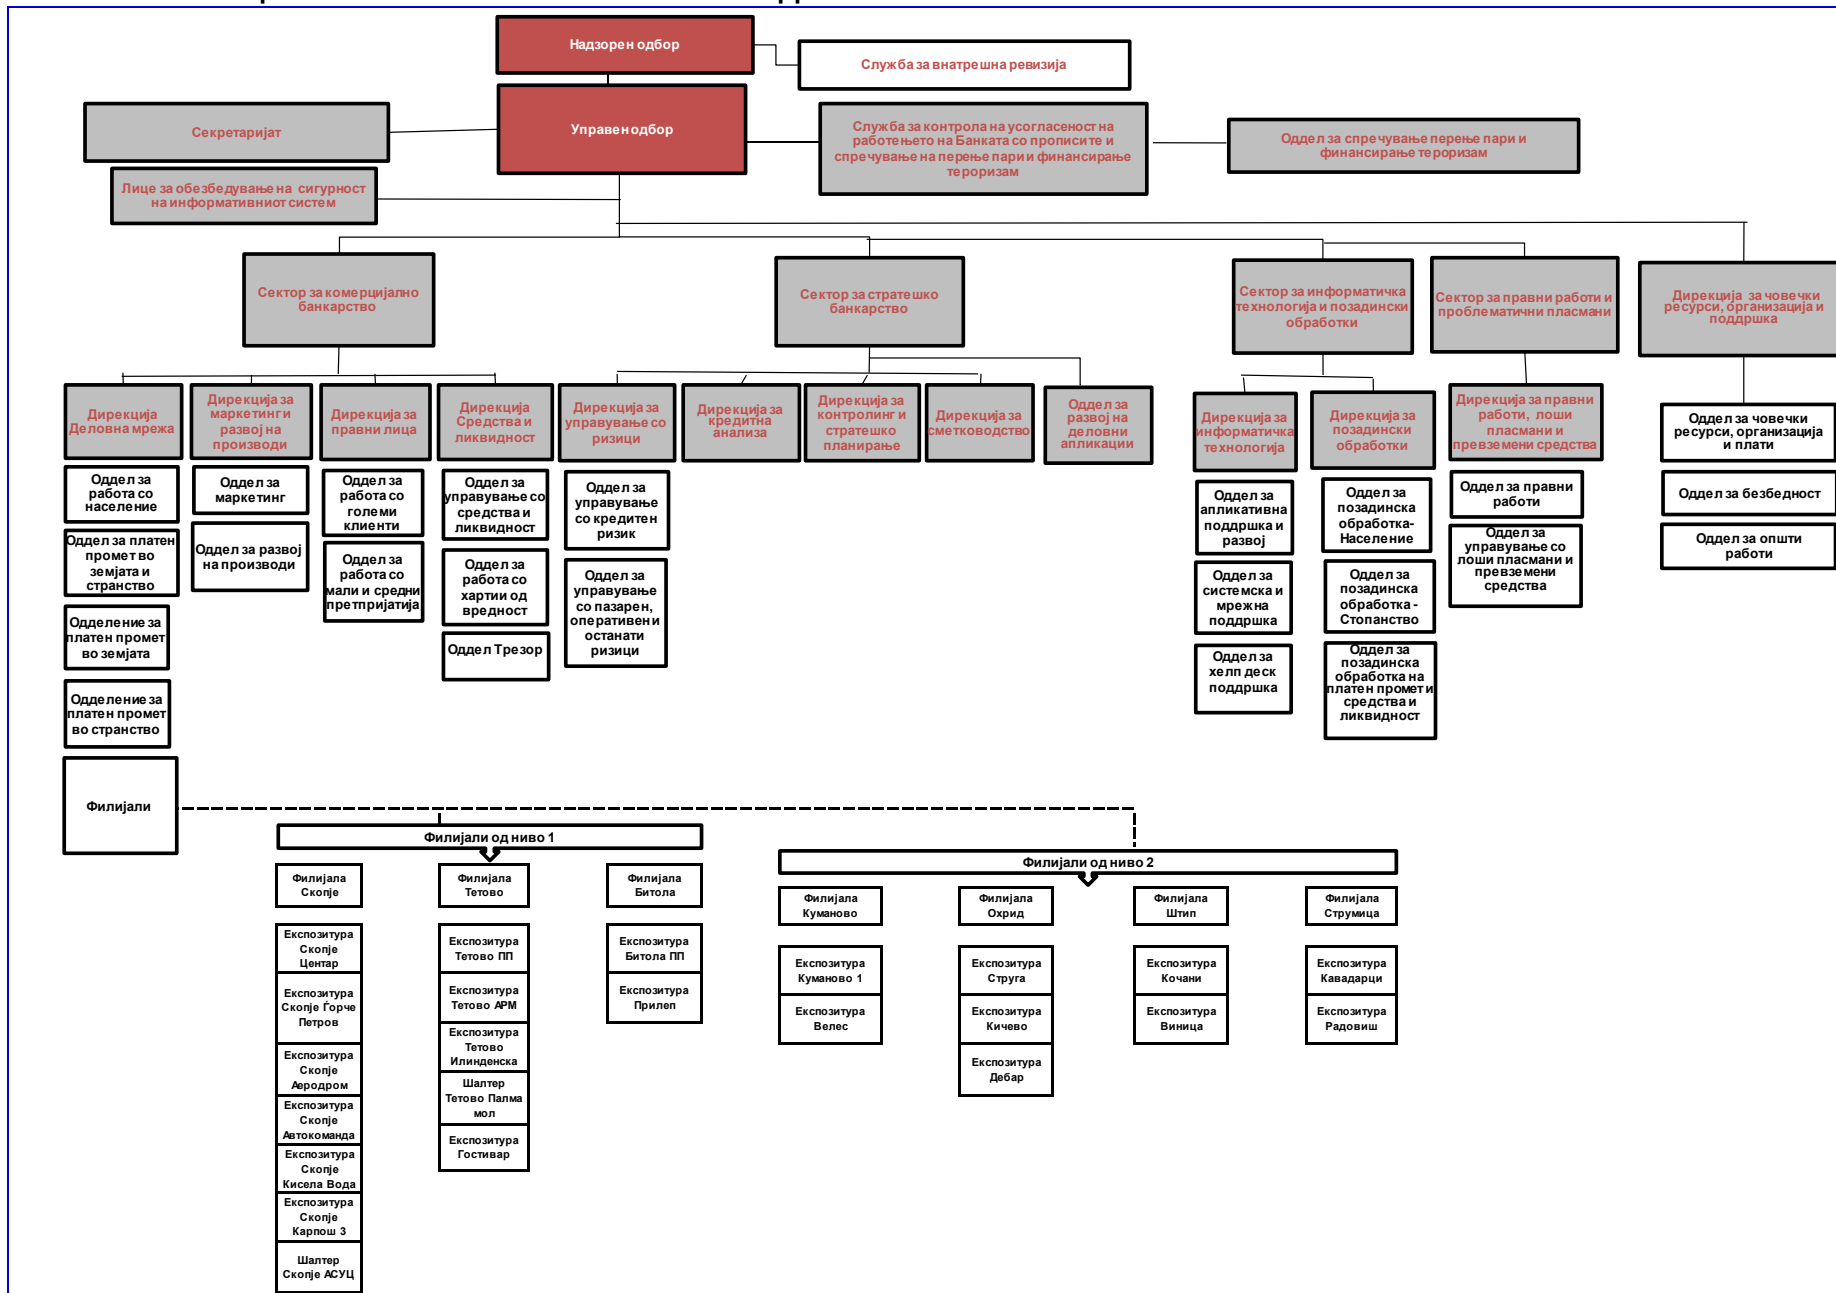 Надзорен одбор
Служба за внатрешна ревизија
Секретаријат
Управен одбор
Служба за контрола на усогласеност на
работењето на Банката со прописите и
спречување на перење пари и финансирање
тероризам
Оддел за спречување перење пари и
финансирање тероризам
Лице за обезбедување на сигурност
на информативниот систем
Сектор за комерцијално
банкарство
Сектор за стратешко
банкарство
Сектор за информатичка
технологија и позадински
обработки
Сектор за правни работи и
проблематични пласмани
Дирекција за човечки
ресурси, организација и
поддршка
Дирекција
Деловна мрежа
Дирекција за
маркетинг и
развој на
производи
Дирекција за
правни лица
Дирекција
Средства и
ликвидност
Дирекција за
управување со
ризици
Дирекција за
кредитна
анализа
Дирекција за
контролинг и
стратешко
планирање
Дирекција за
сметководство
Оддел за
развој на
деловни
апликации
Дирекција за
информатичка
технологија
Дирекција за
позадински
обработки
Дирекција за правни
работи, лоши
пласмани и
превземени средства
Оддел за човечки
ресурси, организација
и плати
Оддел за
работа со
население
Оддел за
маркетинг
Оддел за
работа со
големи
клиенти
Оддел за
управување со
средства и
ликвидност
Оддел за
управување
со кредитен
ризик
Оддел за
апликативна
поддршка и
развој
Оддел за
позадинска
обработка-
Население
Оддел за правни
работи
Оддел за безбедност
Оддел за платен
промет во
земјата и
странство
Оддел за развој
на производи
Оддел за
работа со
мали и средни
претпријатија
Оддел за
работа со
хартии од
вредност
Оддел за
управување
со пазарен,
оперативен и
останати
ризици
Оддел за
системска и
мрежна
поддршка
Оддел за
позадинска
обработка -
Стопанство
Оддел за
управување со
лоши пласмани и
превземени
средства
Оддел за општи
работи
Одделение за
платен промет
во земјата
Оддел Трезор
Оддел за
хелп деск
поддршка
Оддел за
позадинска
обработка на
платен промет и
средства и
ликвидност
Одделение за
платен промет
во странство
Филијали
Филијали од ниво 1
Филијали од ниво 2
Филијала
Скопје
Филијала
Тетово
Филијала
Битола
Филијала
Куманово
Филијала
Охрид
Филијала
Штип
Филијала
Струмица
Експозитура
Скопје
Центар
Експозитура
Скопје Ѓорче
Петров
Експозитура
Скопје
Аеродром
Експозитура
Скопје
Автокоманда
Експозитура
Скопје
Кисела Вода
Експозитура
Скопје
Карпош 3
Шалтер
Скопје АСУЦ
Експозитура
Тетово ПП
Експозитура
Тетово АРМ
Експозитура
Тетово
Илинденска
Шалтер
Тетово Палма
мол
Експозитура
Гостивар
Експозитура
Битола ПП
Експозитура
Прилеп
Експозитура
Куманово 1
Експозитура
Велес
Експозитура
Струга
Експозитура
Кичево
Експозитура
Дебар
Експозитура
Кочани
Експозитура
Виница
Експозитура
Кавадарци
Експозитура
Радовиш